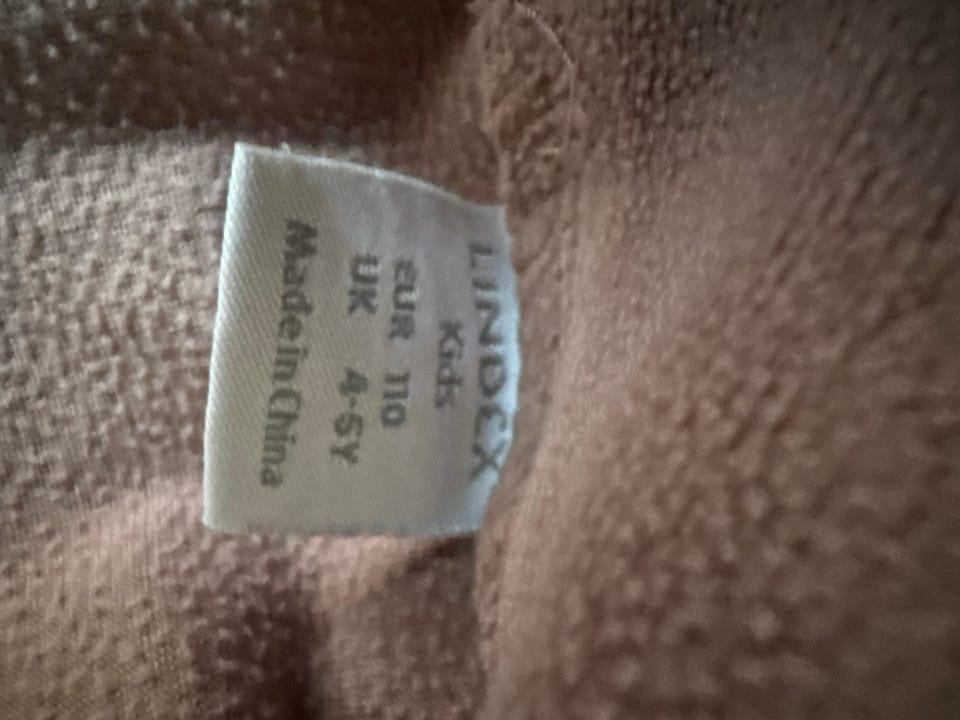 LINDEX
Kids
EUR 110
UK 4-5Y
Made in China